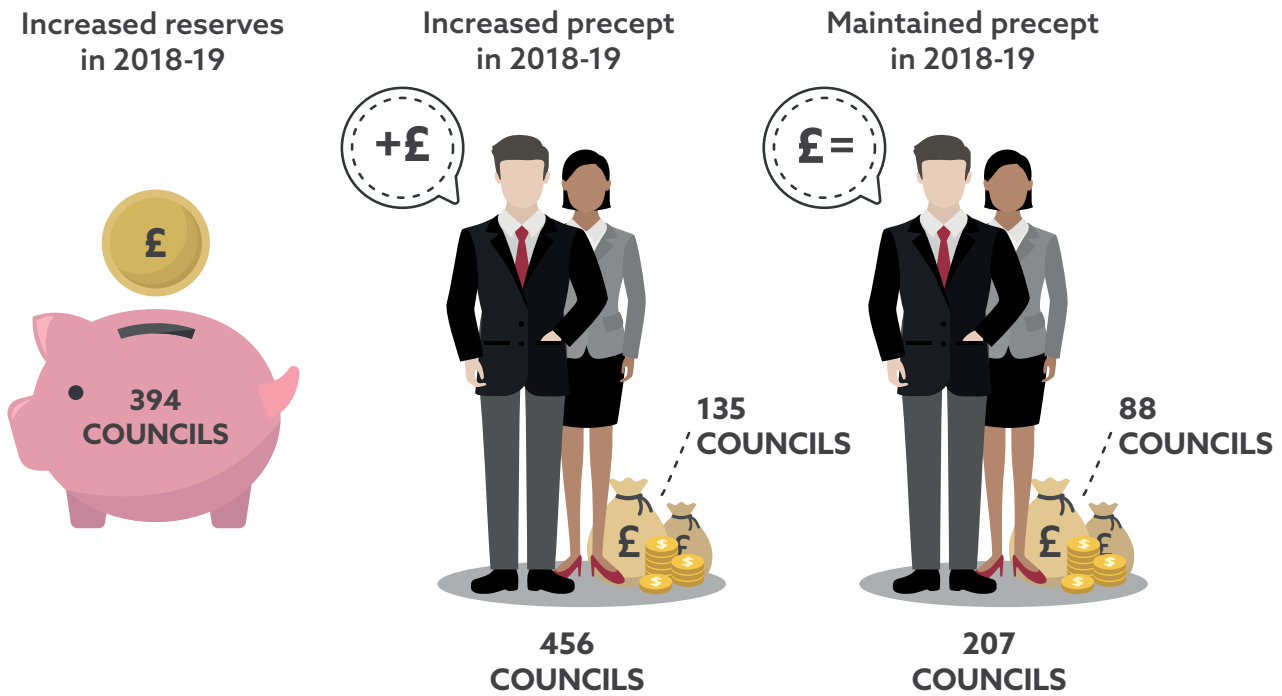 Increased reserves
in 2018-19
£
394
COUNCILS
Increased precept
in 2018-19
+£
135
COUNCILS
£
£
$
$
$
456
COUNCILS
Maintained precept
in 2018-19
£=
88
COUNCILS
£
£
$
$
$
207
COUNCILS